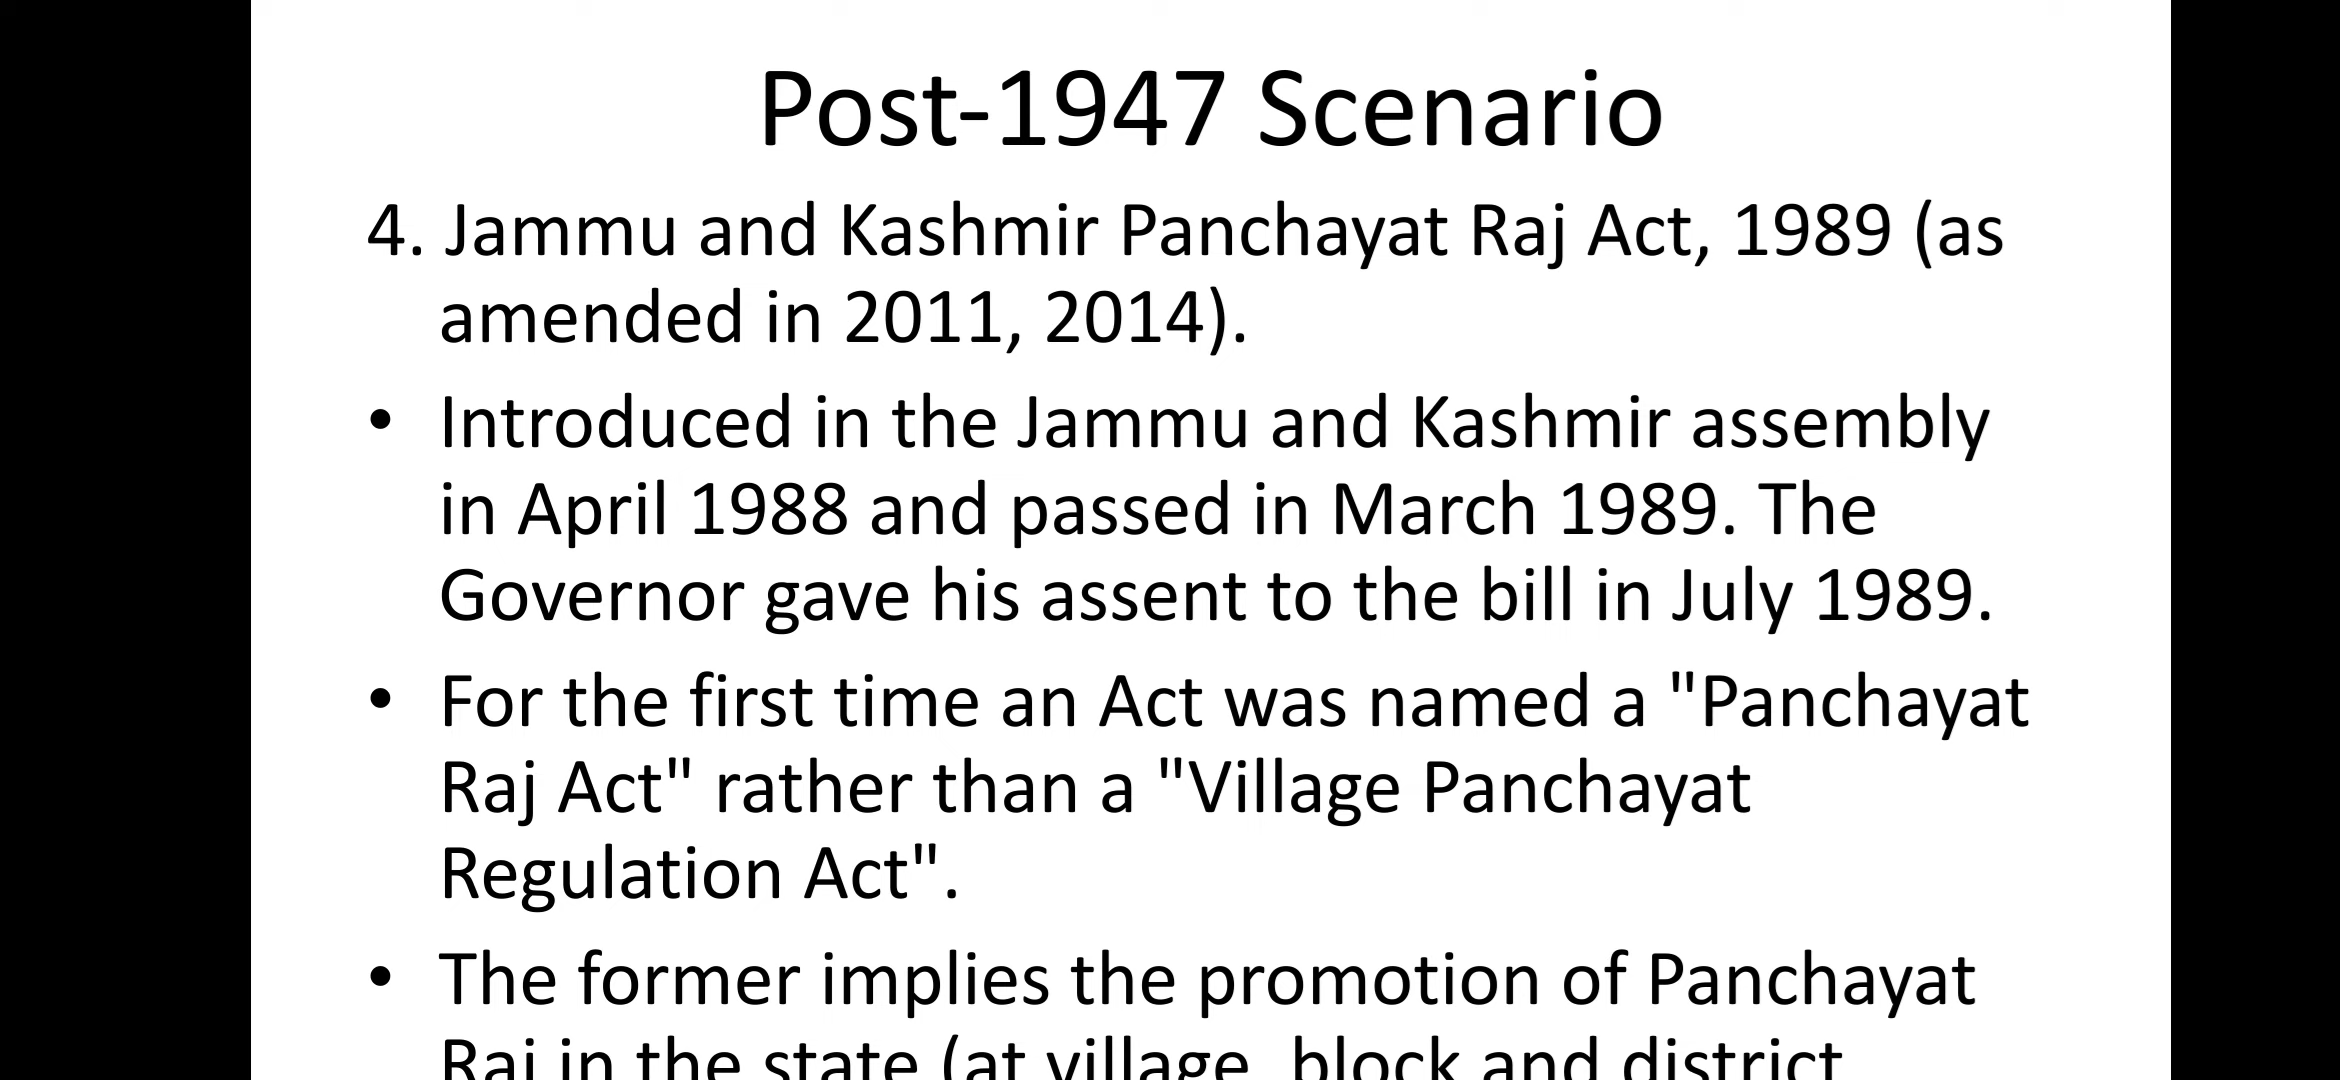 Post-1947 Scenario
4. Jammu and Kashmir Panchayat Raj Act, 1989 (as
amended in 2011, 2014).
• Introduced in the Jammu and Kashmir assembly
in April 1988 and passed in March 1989. The
Governor gave his assent to the bill in July 1989.
• For the first time an Act was named a "Panchayat
Raj Act" rather than a "Village Panchayat
Regulation Act".
• The former implies the promotion of Panchayat
Raj in the state (at village, block and district